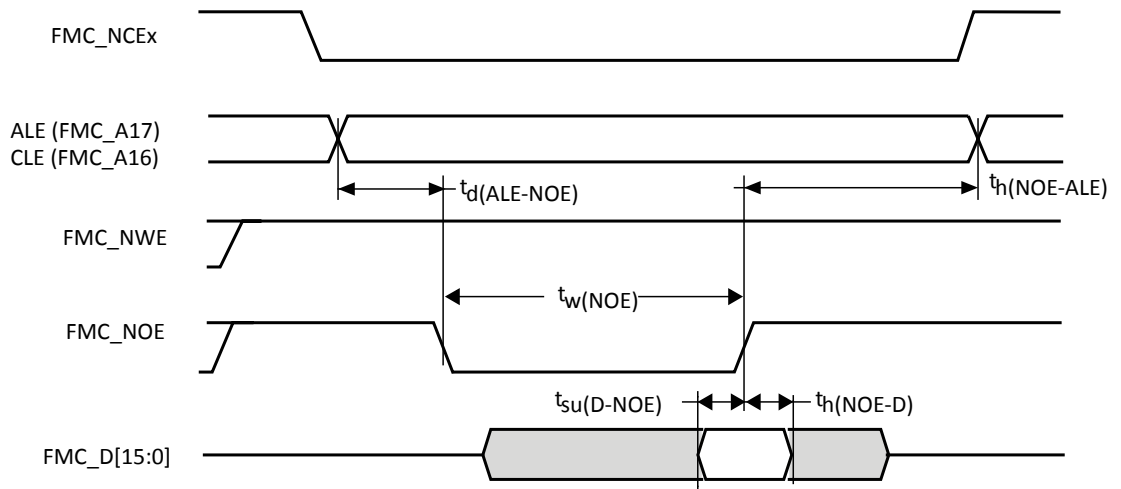 FMC_NCEx
ALE (FMC_A17)
CLE (FMC_A16)
td(ALE-NOE)
th(NOE-ALE)
FMC_NWE
tw(NOE)
FMC_NOE
tsu(D-NOE)
th(NOE-D)
FMC_D[15:0]